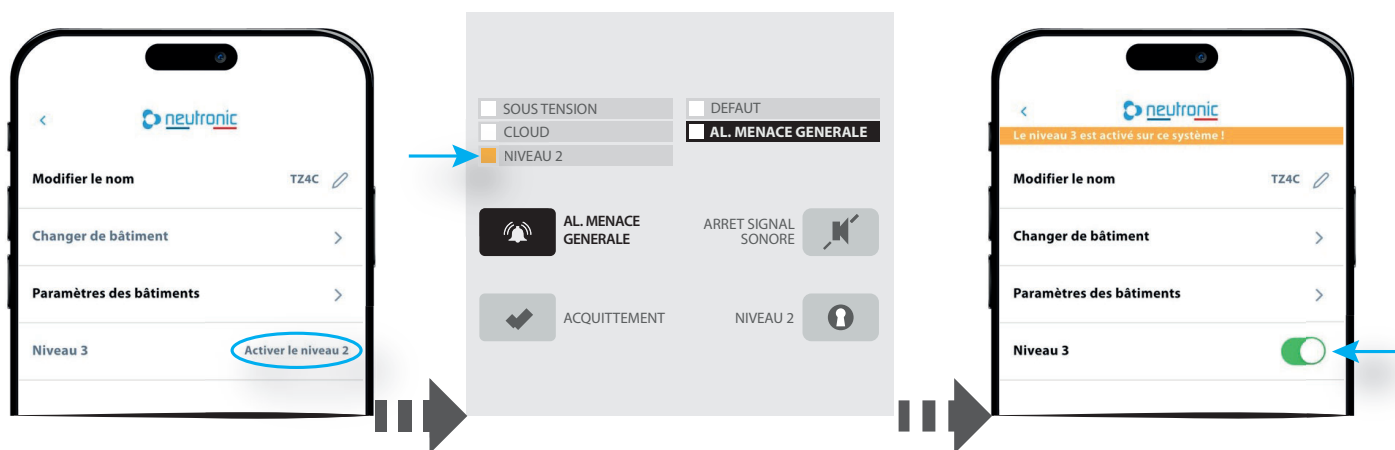 neutronic
Modifier le nom TZ4C
Changer de bâtiment
Paramètres des bâtiments
Niveau 3 Activer le niveau 2
SOUS TENSION
CLOUD
NIVEAU 2
DEFAUT
AL. MENACE GENERALE
AL. MENACE
GENERALE
ARRET SIGNAL
SONORE
ACQUITTEMENT
NIVEAU 2
neutronic
Le niveau 3 est activé sur ce système !
Modifier le nom TZ4C
Changer de bâtiment
Paramètres des bâtiments
Niveau 3